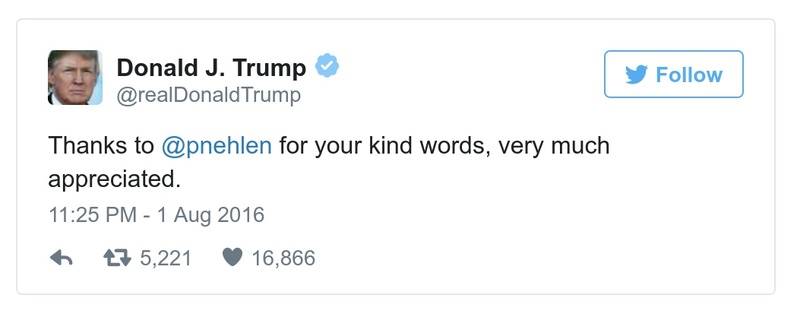 Donald J. Trump
@realDonaldTrump
Follow
Thanks to @pnehlen for your kind words, very much
appreciated.
11:25 PM - 1 Aug 2016
5,221 16,866